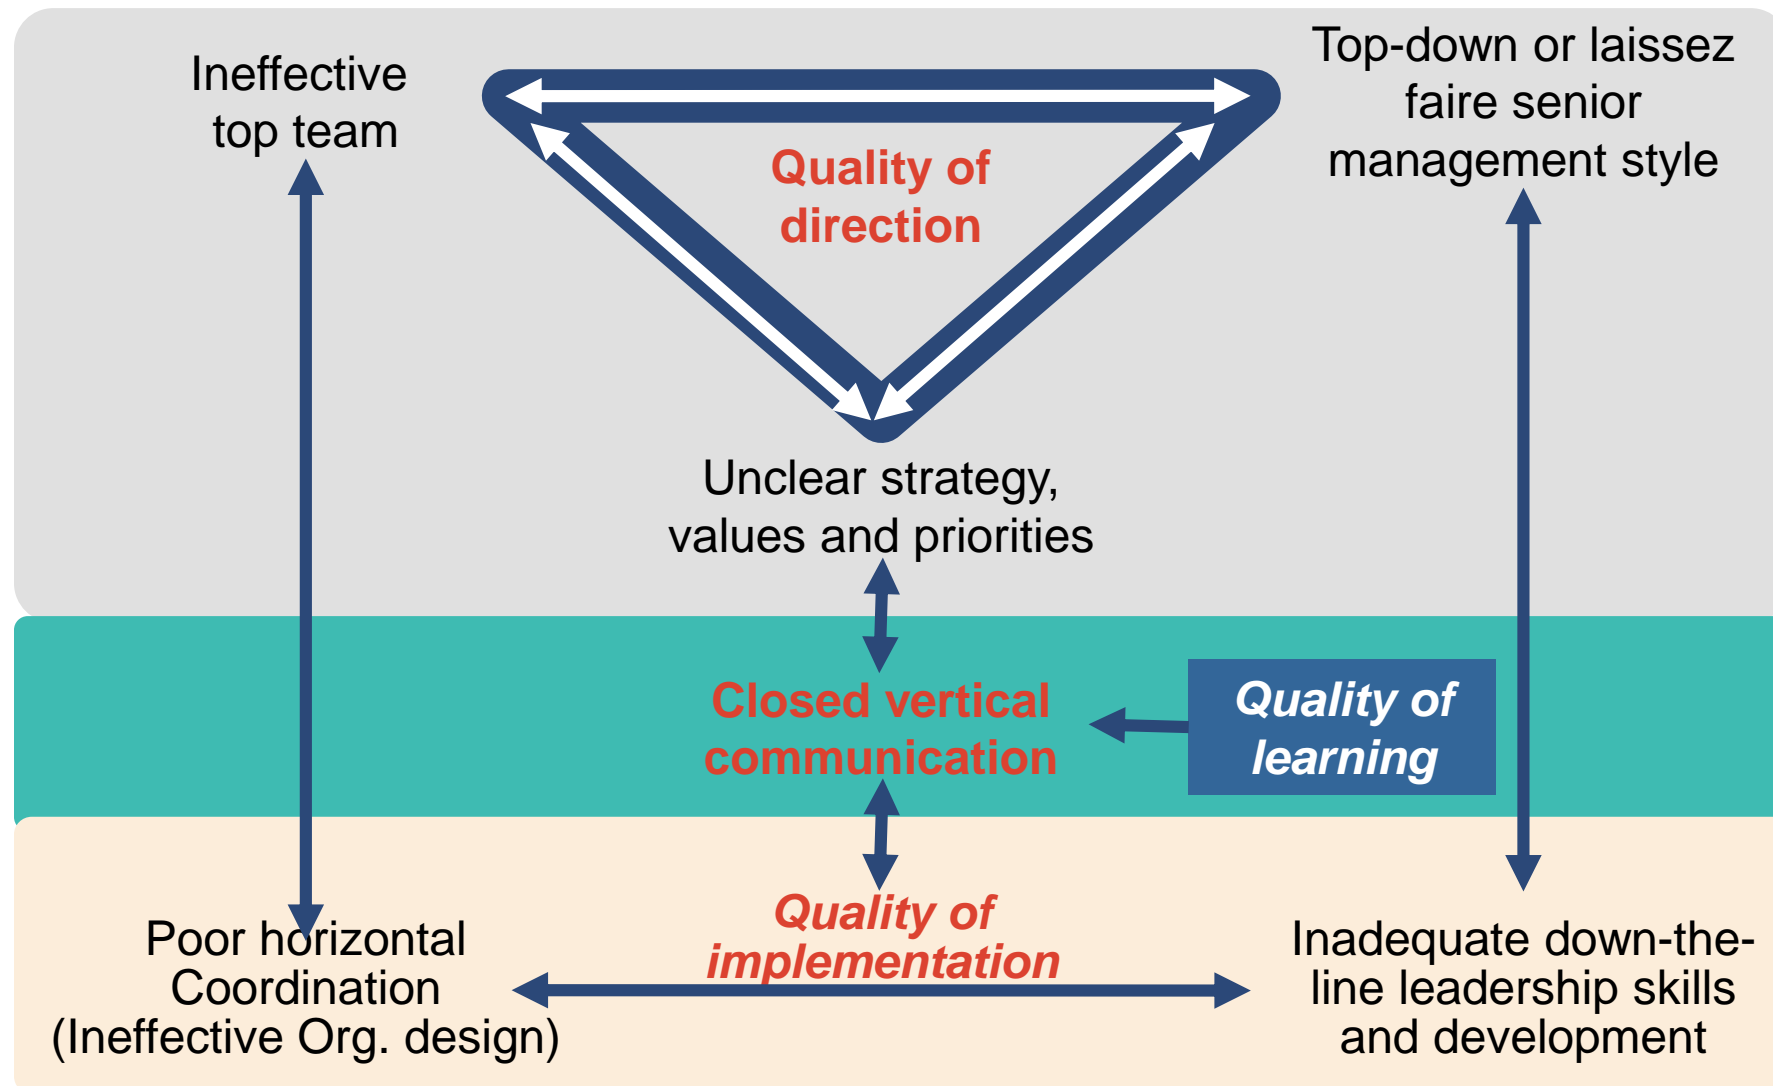 Ineffective
top team
Top-down or laissez
faire senior
management style
Quality of
direction
Unclear strategy,
values and priorities
Closed vertical
communication
Quality of
learning
Quality of
implementation
Poor horizontal
Coordination
(Ineffective Org. design)
Inadequate down-the-
line leadership skills
and development